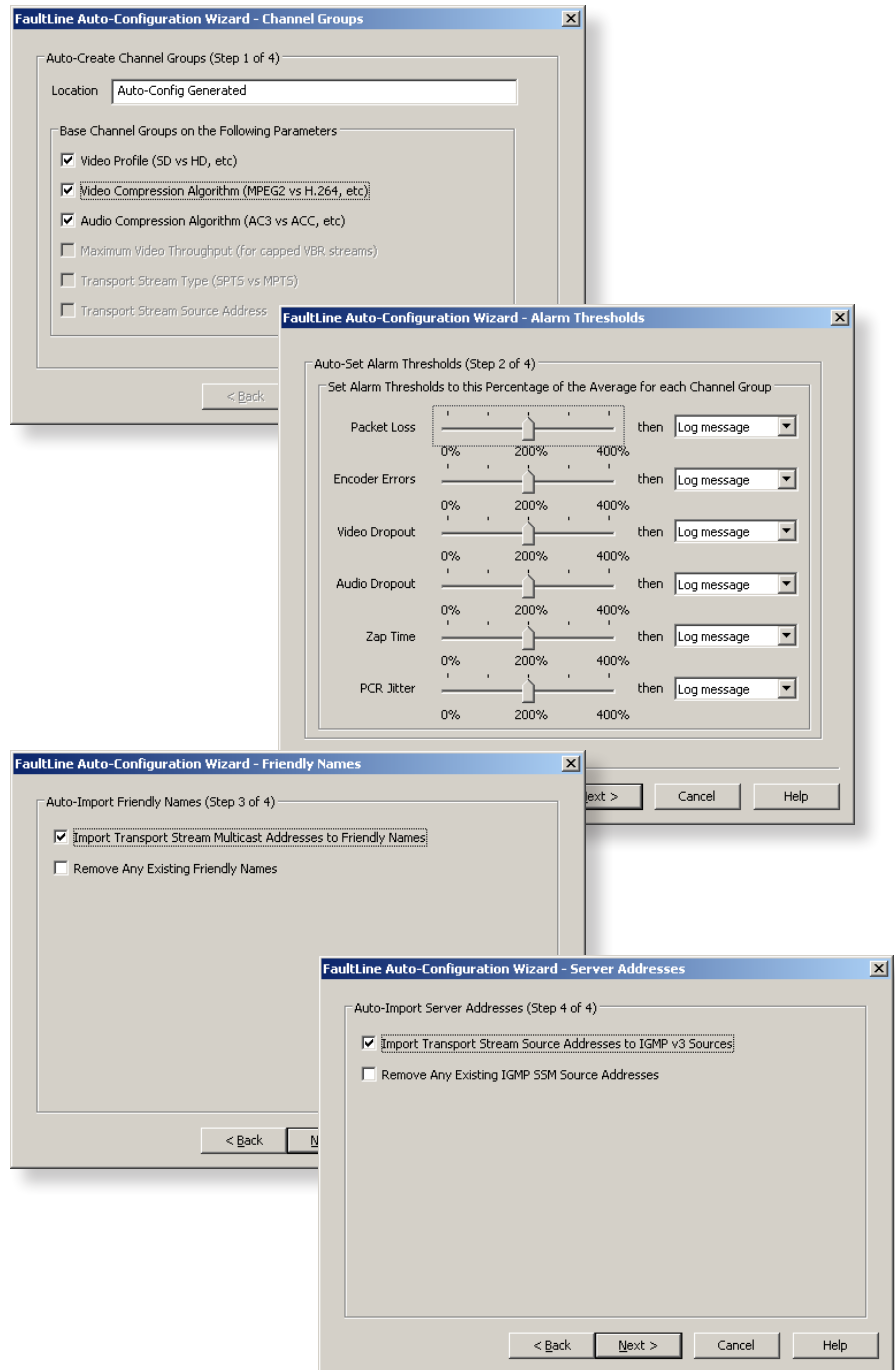 FaultLine Auto-Configuration Wizard - Channel Groups
Auto-Create Channel Groups (Step 1 of 4)
Location Auto-Config Generated
Base Channel Groups on the Following Parameters
Video Profile (SD vs HD, etc)
Video Compression Algorithm (MPEG2 vs H.264, etc)
Audio Compression Algorithm (AC3 vs ACC, etc)
Maximum Video Throughput (for capped VBR streams)
Transport Stream Type (SPTS vs MPTS)
Transport Stream Source Address
< Back
FaultLine Auto-Configuration Wizard - Alarm Thresholds
Auto-Set Alarm Thresholds (Step 2 of 4)
Set Alarm Thresholds to this Percentage of the Average for each Channel Group
Packet Loss then Log message
0% 200% 400%
Encoder Errors then Log message
0% 200% 400%
Video Dropout then Log message
0% 200% 400%
Audio Dropout then Log message
0% 200% 400%
Zap Time then Log message
0% 200% 400%
PCR Jitter then Log message
0% 200% 400%
ext > Cancel Help
FaultLine Auto-Configuration Wizard - Friendly Names
Auto-Import Friendly Names (Step 3 of 4)
Import Transport Stream Multicast Addresses to Friendly Names
Remove Any Existing Friendly Names
< Back N
FaultLine Auto-Configuration Wizard - Server Addresses
Auto-Import Server Addresses (Step 4 of 4)
Import Transport Stream Source Addresses to IGMP v3 Sources
Remove Any Existing IGMP SSM Source Addresses
< Back Next > Cancel Help